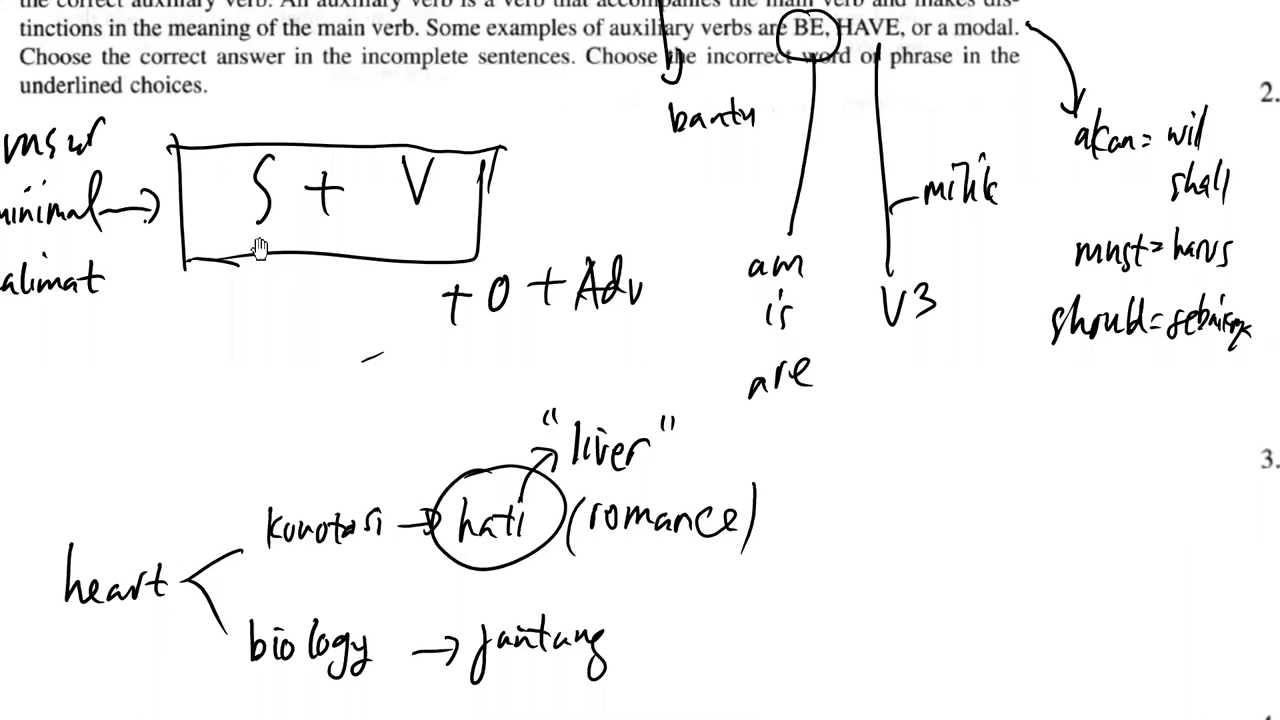 the correct auxiliary verb. An auxiliary verb is a verb that accompanies the main verb and makes dis-
tinctions in the meaning of the main verb. Some examples of auxiliary verbs are BE, HAVE, or a modal.
Choose the correct answer in the incomplete sentences. Choose the incorrect word or phrase in the
underlined choices.
2.
bantu
akan = will
shall
must = harus
should =
minimal → S + V
alimat
+ O + Adv
milik
am
is
are
V3
"liver"
3.
heart
konotasi → hati (romance)
biology → jantung